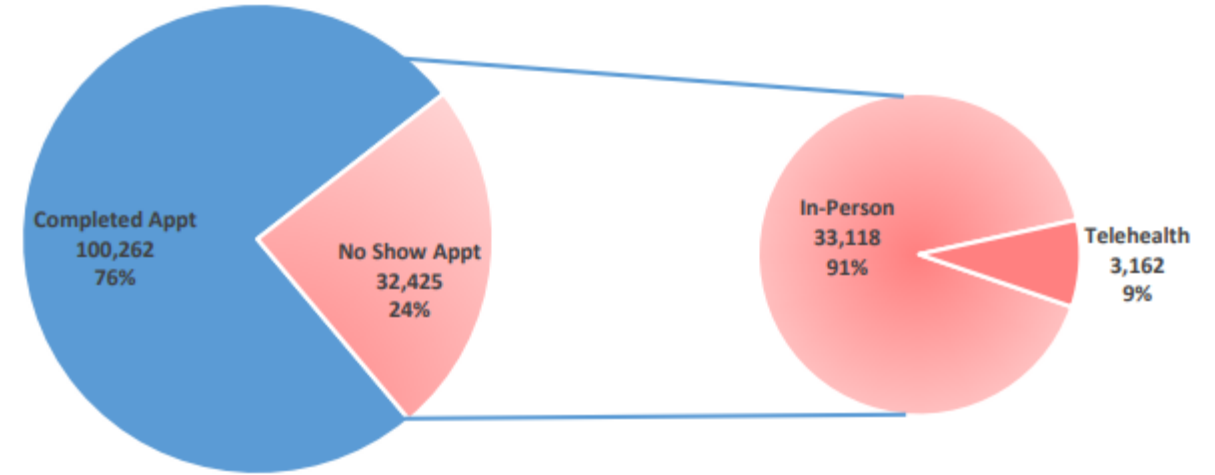 Completed Appt
100,262
76%
No Show Appt
32,425
24%
In-Person
33,118
91%
Telehealth
3,162
9%